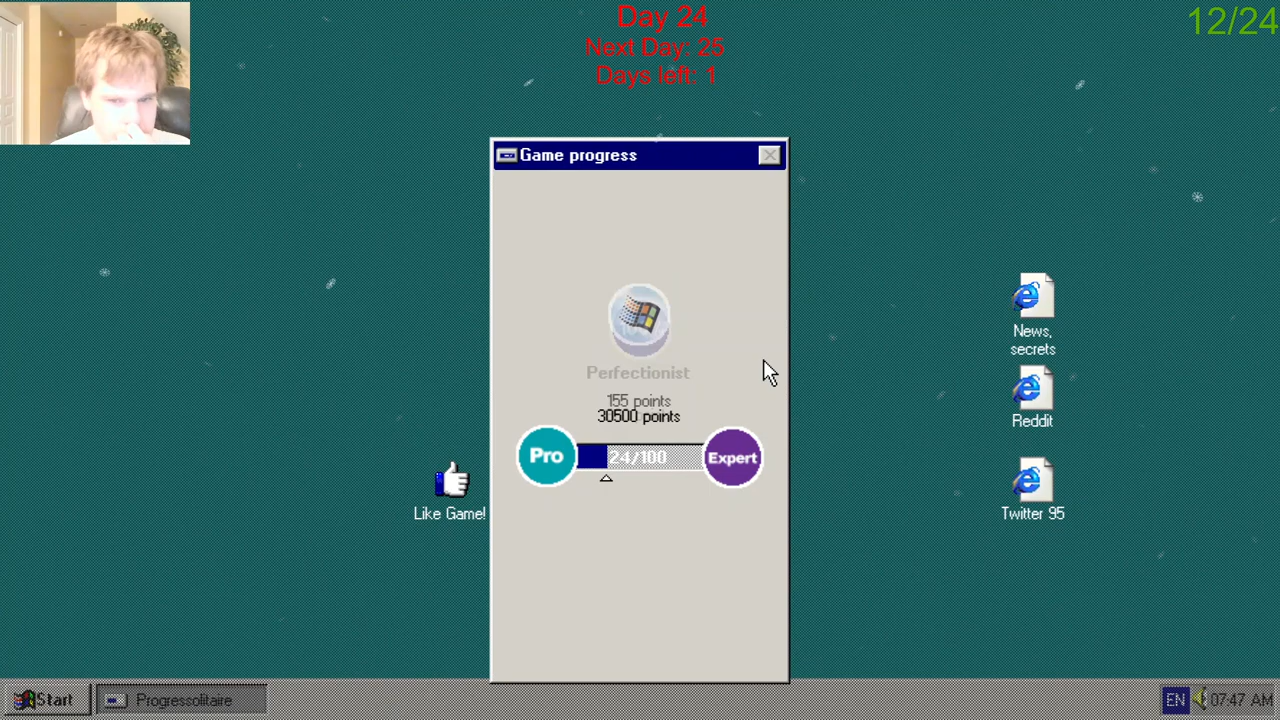 Day 24
Next Day: 25
Days left: 1
12/24
Game progress
Perfectionist
155 points
30500 points
Pro
24/100
Expert
News,
secrets
Reddit
Like Game!
Twitter 95
Start
Progressolitaire
EN
07:47 AM